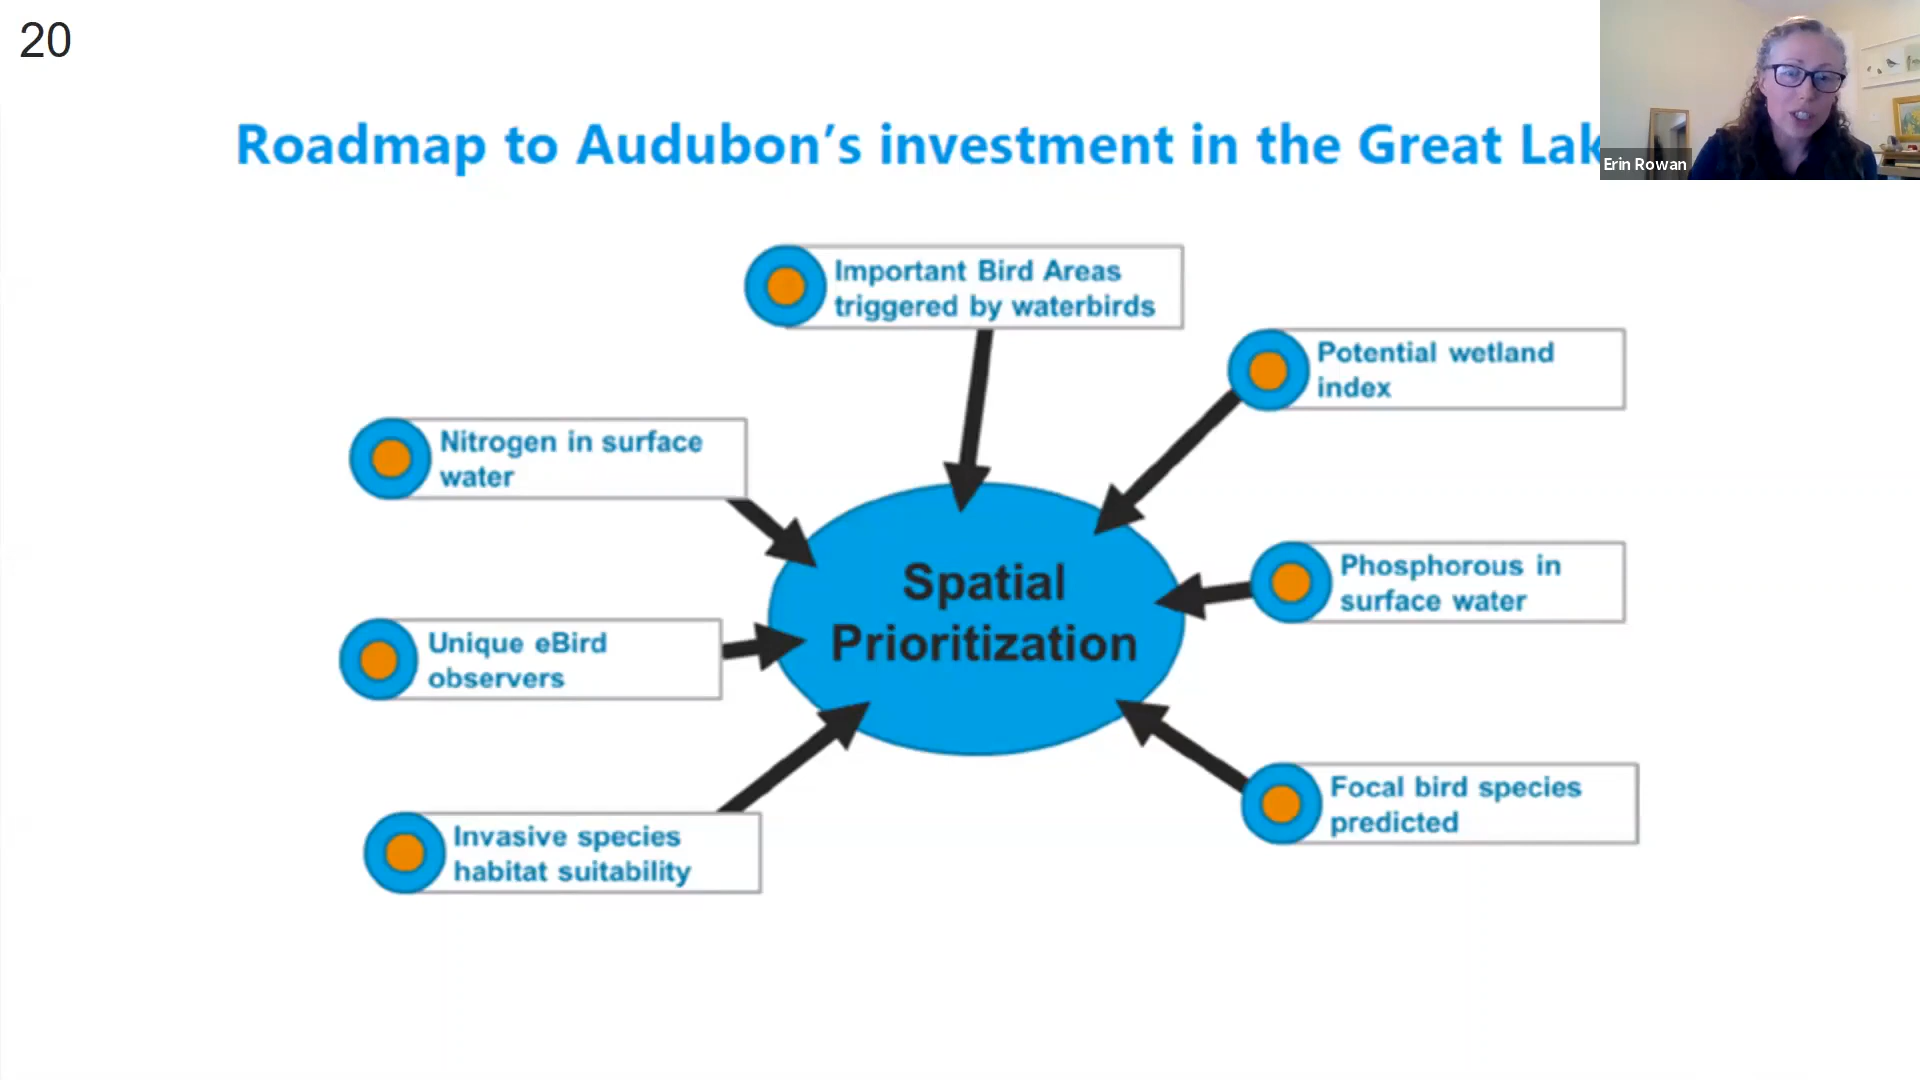 20
Roadmap to Audubon’s investment in the Great Lak
Erin Rowan
Important Bird Areas
triggered by waterbirds
Potential wetland
index
Nitrogen in surface
water
Spatial
Prioritization
Phosphorous in
surface water
Unique eBird
observers
Focal bird species
predicted
Invasive species
habitat suitability